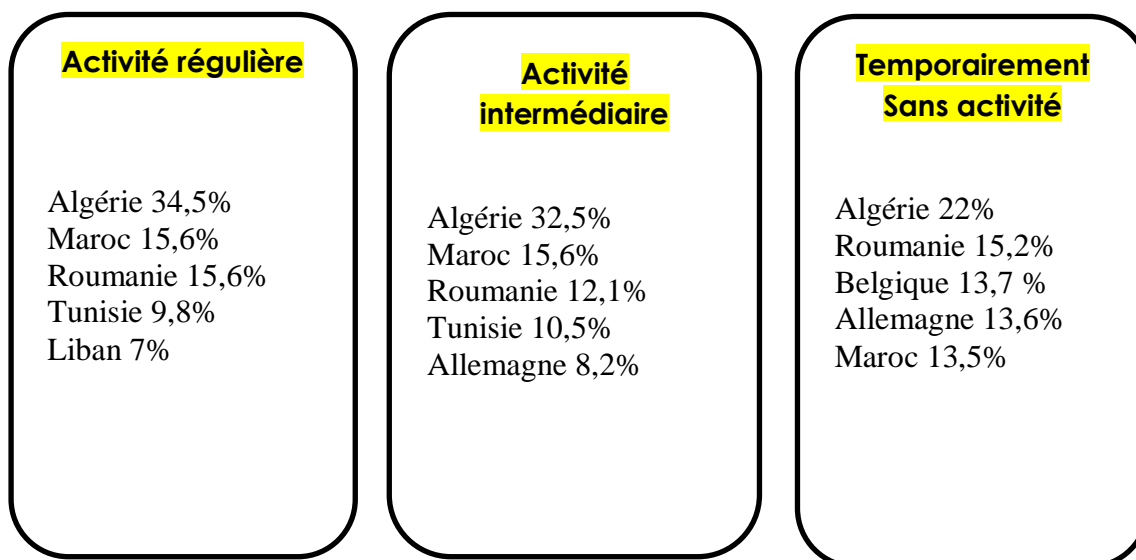 Activité régulière
Algérie 34,5%
Maroc 15,6%
Roumanie 15,6%
Tunisie 9,8%
Liban 7%
Activité
intermédiaire
Algérie 32,5%
Maroc 15,6%
Roumanie 12,1%
Tunisie 10,5%
Allemagne 8,2%
Temporairement
Sans activité
Algérie 22%
Roumanie 15,2%
Belgique 13,7 %
Allemagne 13,6%
Maroc 13,5%